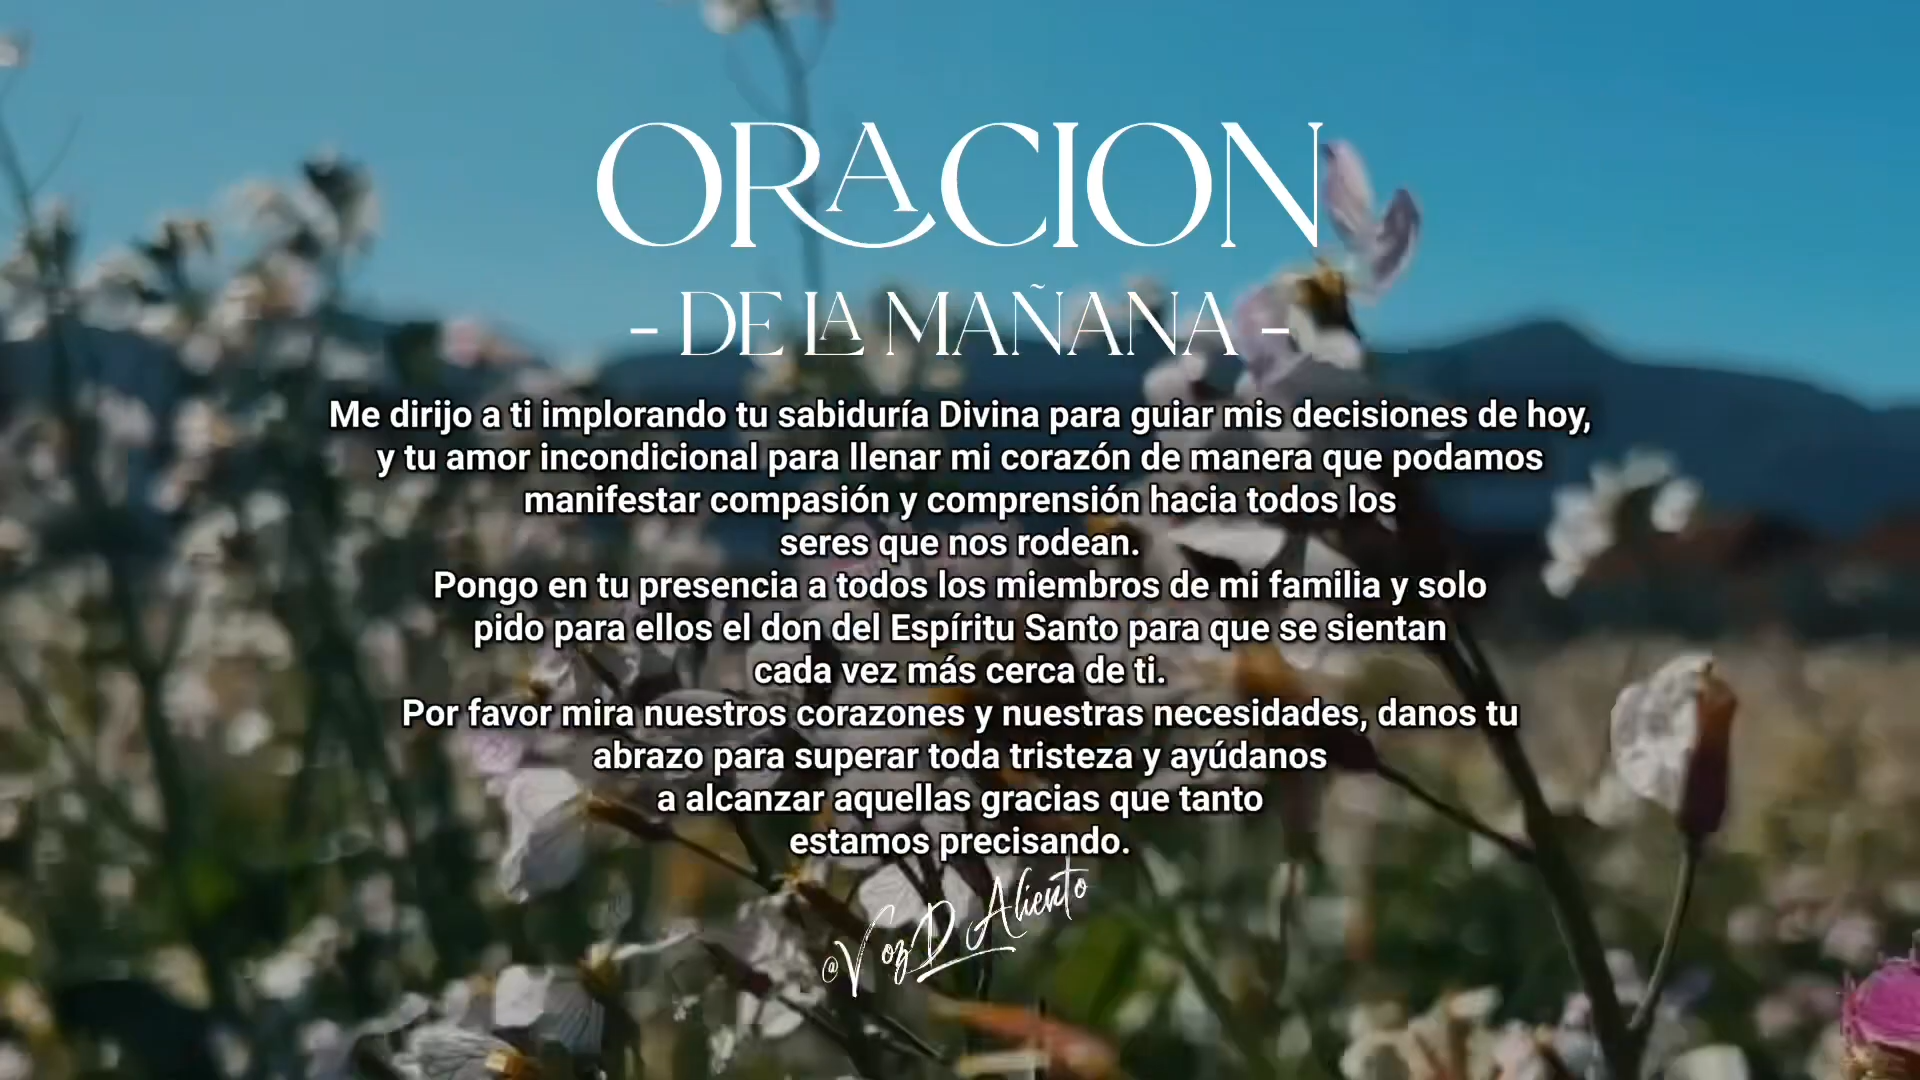 ORACION
- DE LA MAÑANA -
Me dirijo a ti implorando tu sabiduría Divina para guiar mis decisiones de hoy,
y tu amor incondicional para llenar mi corazón de manera que podamos
manifestar compasión y comprensión hacia todos los
seres que nos rodean.
Pongo en tu presencia a todos los miembros de mi familia y solo
pido para ellos el don del Espíritu Santo para que se sientan
cada vez más cerca de ti.
Por favor mira nuestros corazones y nuestras necesidades, danos tu
abrazo para superar toda tristeza y ayúdanos
a alcanzar aquellas gracias que tanto
estamos precisando.
@VozDAliento